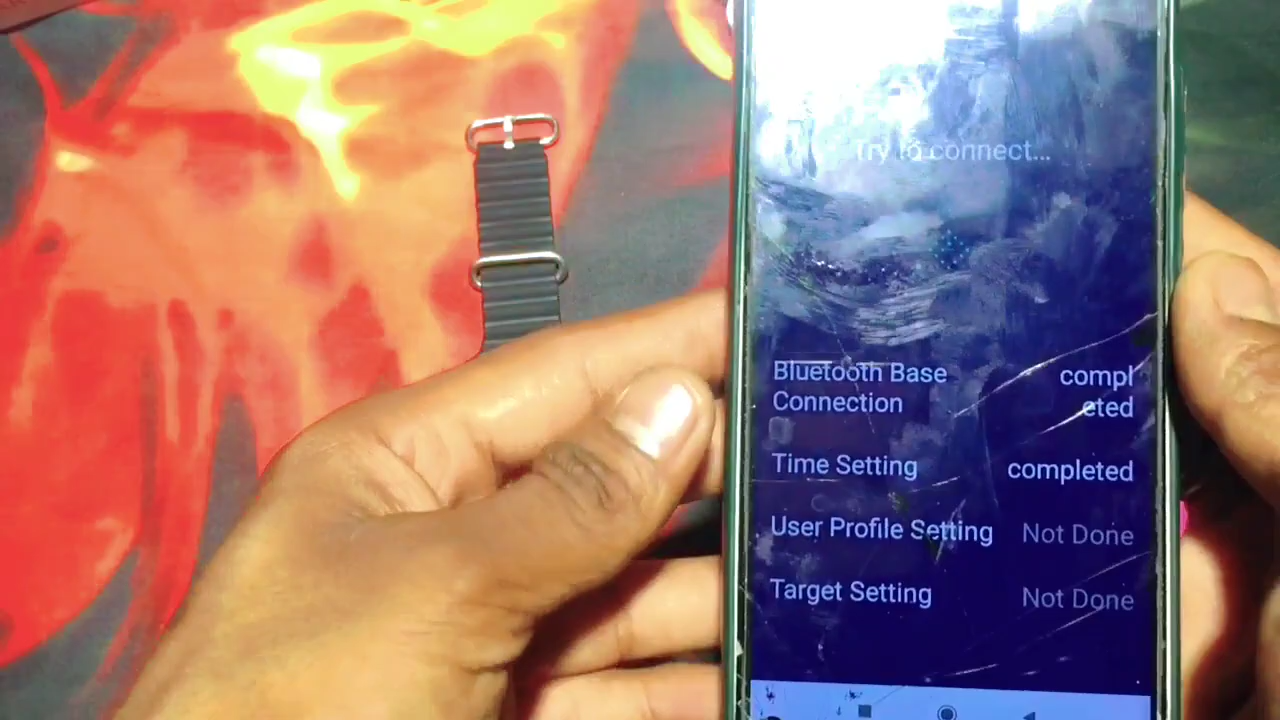 Try to connect...
Bluetooth Base
Connection
compl
eted
Time Setting completed
User Profile Setting Not Done
Target Setting Not Done